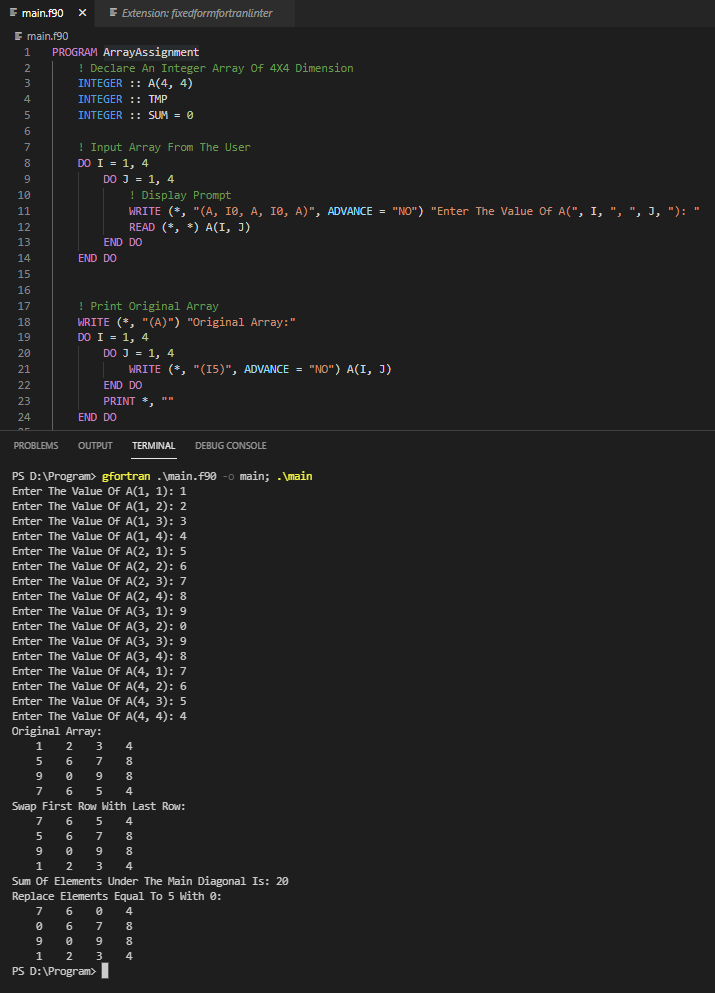 main.f90 × Extension: fixedformfortranlinter
main.f90
1 PROGRAM ArrayAssignment
2 ! Declare An Integer Array Of 4X4 Dimension
3 INTEGER :: A(4, 4)
4 INTEGER :: TMP
5 INTEGER :: SUM = 0
6
7 ! Input Array From The User
8 DO I = 1, 4
9 DO J = 1, 4
10 ! Display Prompt
11 WRITE (*, "(A, I0, A, I0, A)", ADVANCE = "NO") "Enter The Value Of A(", I, ", ", J, "): "
12 READ (*, *) A(I, J)
13 END DO
14 END DO
15
16
17 ! Print Original Array
18 WRITE (*, "(A)") "Original Array:"
19 DO I = 1, 4
20 DO J = 1, 4
21 WRITE (*, "(I5)", ADVANCE = "NO") A(I, J)
22 END DO
23 PRINT *, ""
24 END DO
PROBLEMS OUTPUT TERMINAL DEBUG CONSOLE
PS D:\Program> gfortran .\main.f90 -o main; .\main
Enter The Value Of A(1, 1): 1
Enter The Value Of A(1, 2): 2
Enter The Value Of A(1, 3): 3
Enter The Value Of A(1, 4): 4
Enter The Value Of A(2, 1): 5
Enter The Value Of A(2, 2): 6
Enter The Value Of A(2, 3): 7
Enter The Value Of A(2, 4): 8
Enter The Value Of A(3, 1): 9
Enter The Value Of A(3, 2): 0
Enter The Value Of A(3, 3): 9
Enter The Value Of A(3, 4): 8
Enter The Value Of A(4, 1): 7
Enter The Value Of A(4, 2): 6
Enter The Value Of A(4, 3): 5
Enter The Value Of A(4, 4): 4
Original Array:
1 2 3 4
5 6 7 8
9 0 9 8
7 6 5 4
Swap First Row With Last Row:
7 6 5 4
5 6 7 8
9 0 9 8
1 2 3 4
Sum Of Elements Under The Main Diagonal Is: 20
Replace Elements Equal To 5 With 0:
7 6 0 4
0 6 7 8
9 0 9 8
1 2 3 4
PS D:\Program>